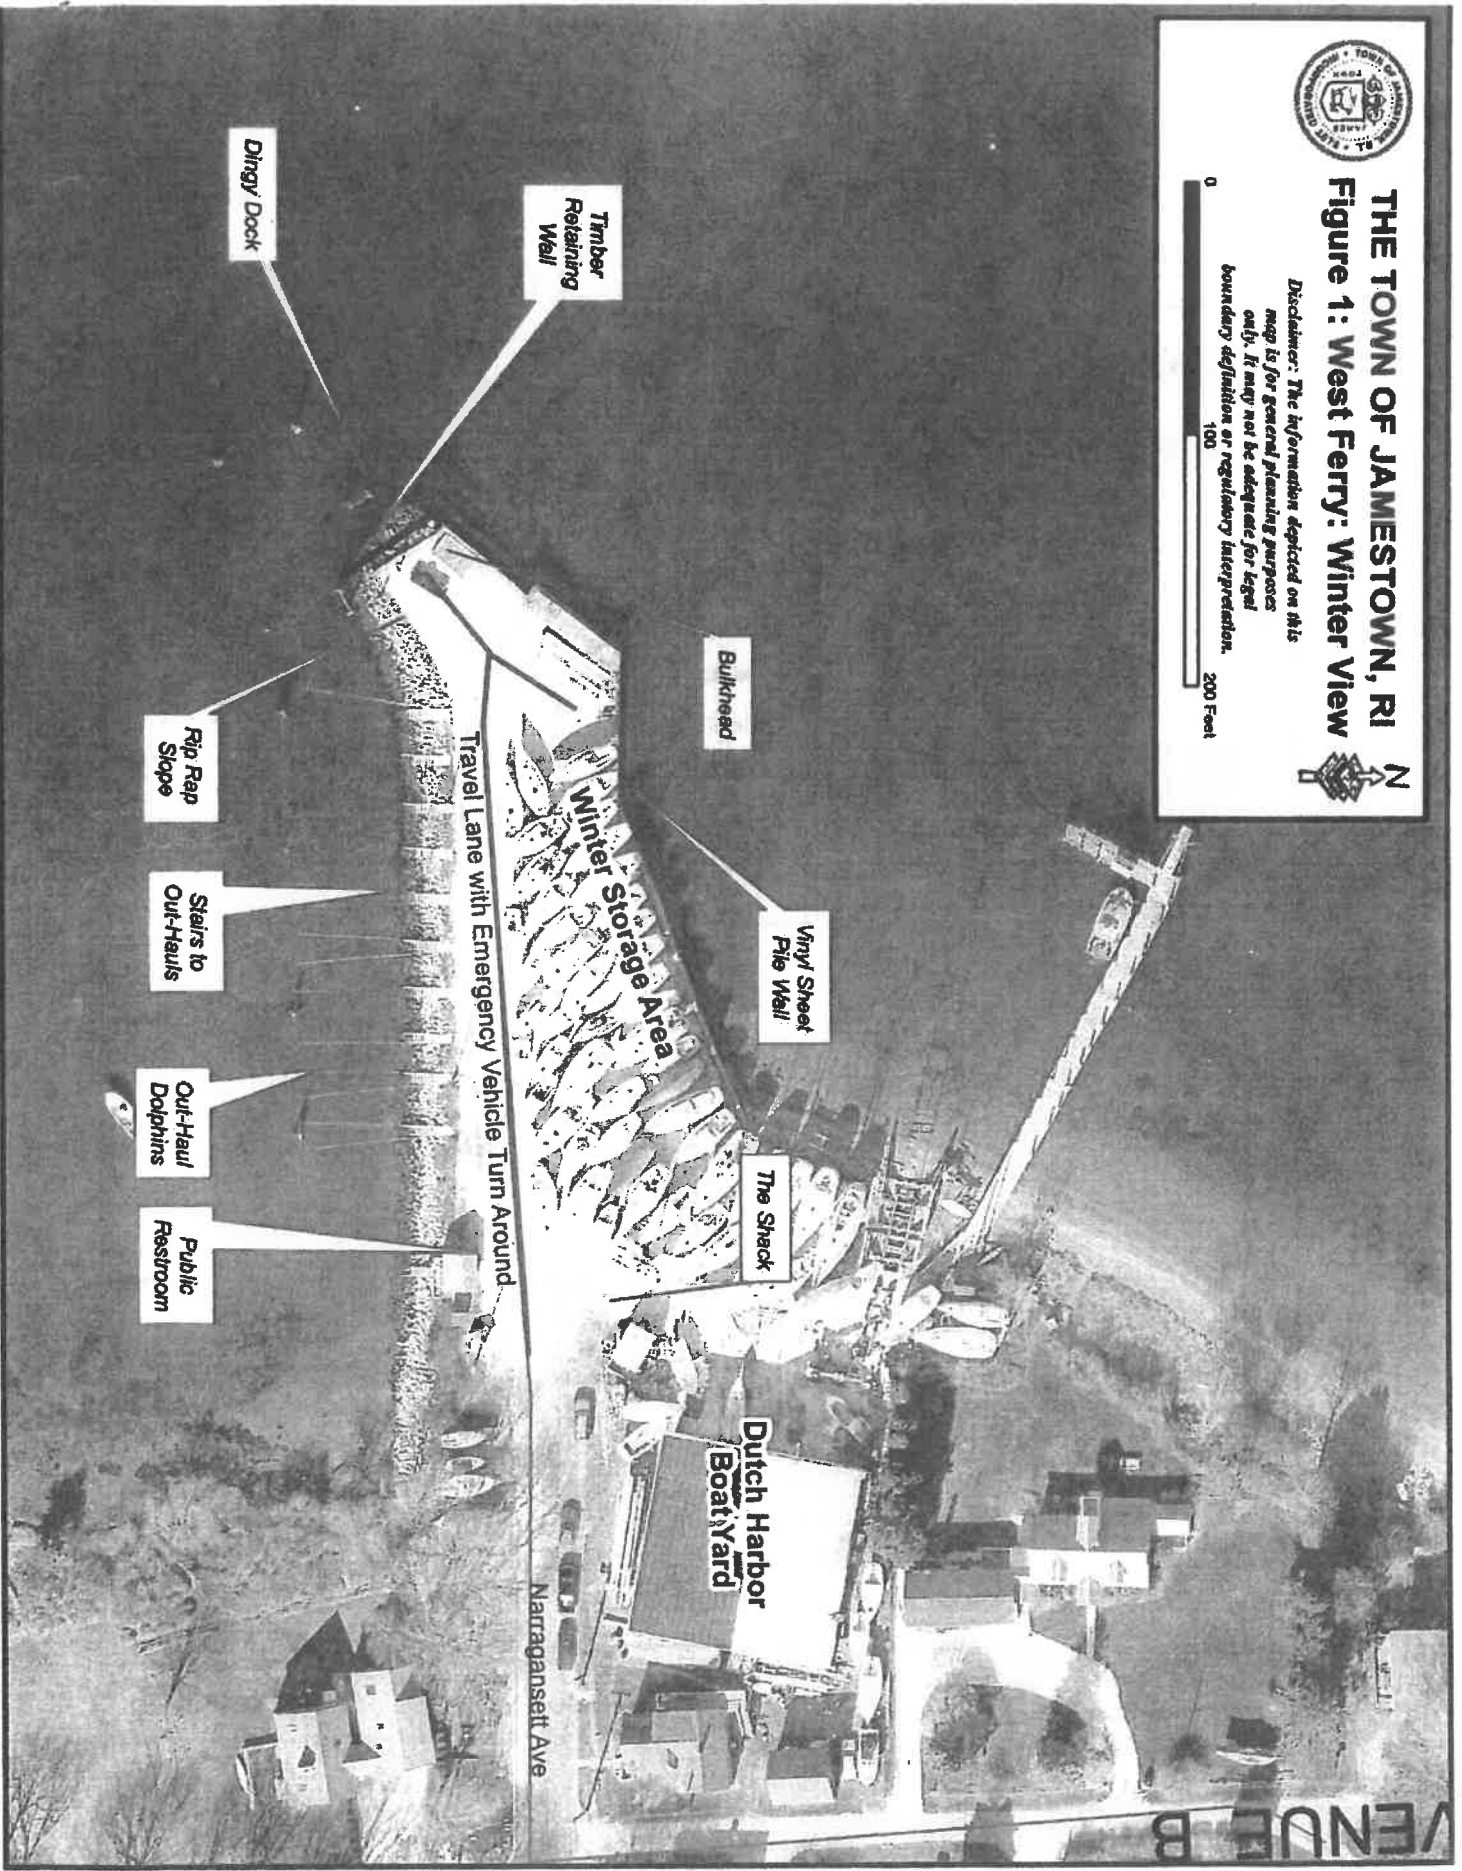 THE TOWN OF JAMESTOWN, RI
Figure 1: West Ferry: Winter View
N
Disclaimer: The information depicted on this
map is for general planning purposes
only. It may not be adequate for legal
boundary definition or regulatory interpretation.
0
100
200 Feet
VENUE B
Dutch Harbor
Boat Yard
The Shack
Vinyl Sheet
Pile Wall
Bulkhead
Timber
Retaining
Wall
Winter Storage Area
Narragansett Ave
Travel Lane with Emergency Vehicle Turn Around
Dingy Dock
Rip Rap
Slope
Stairs to
Out-Hauls
Out-Haul
Dolphins
Public
Restroom